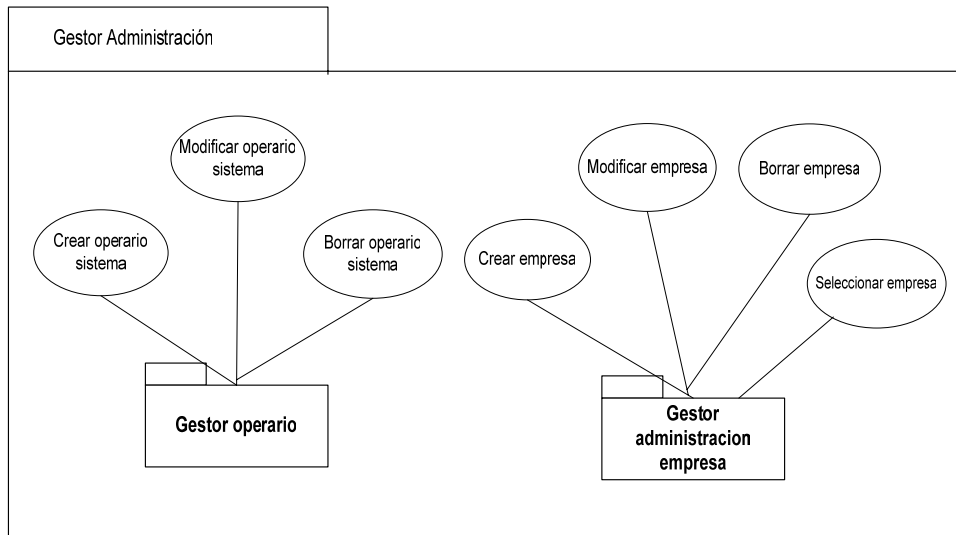 Gestor Administración
Modificar operario
sistema
Crear operario
sistema
Borrar operario
sistema
Gestor operario
Modificar empresa
Borrar empresa
Crear empresa
Seleccionar empresa
Gestor
administracion
empresa